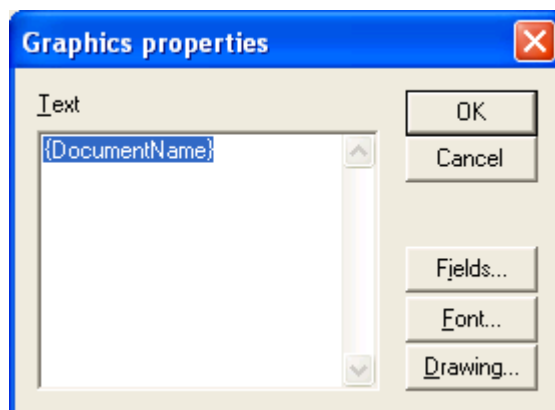 Graphics properties
Text
{DocumentName}
OK
Cancel
Fields...
Font...
Drawing...